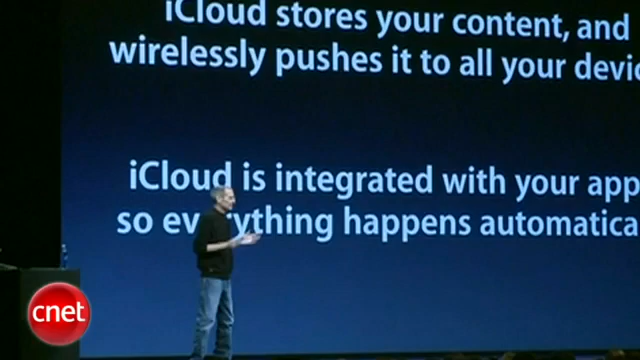 iCloud stores your content, and
wirelessly pushes it to all your devic
iCloud is integrated with your app
so everything happens automatica
cnet